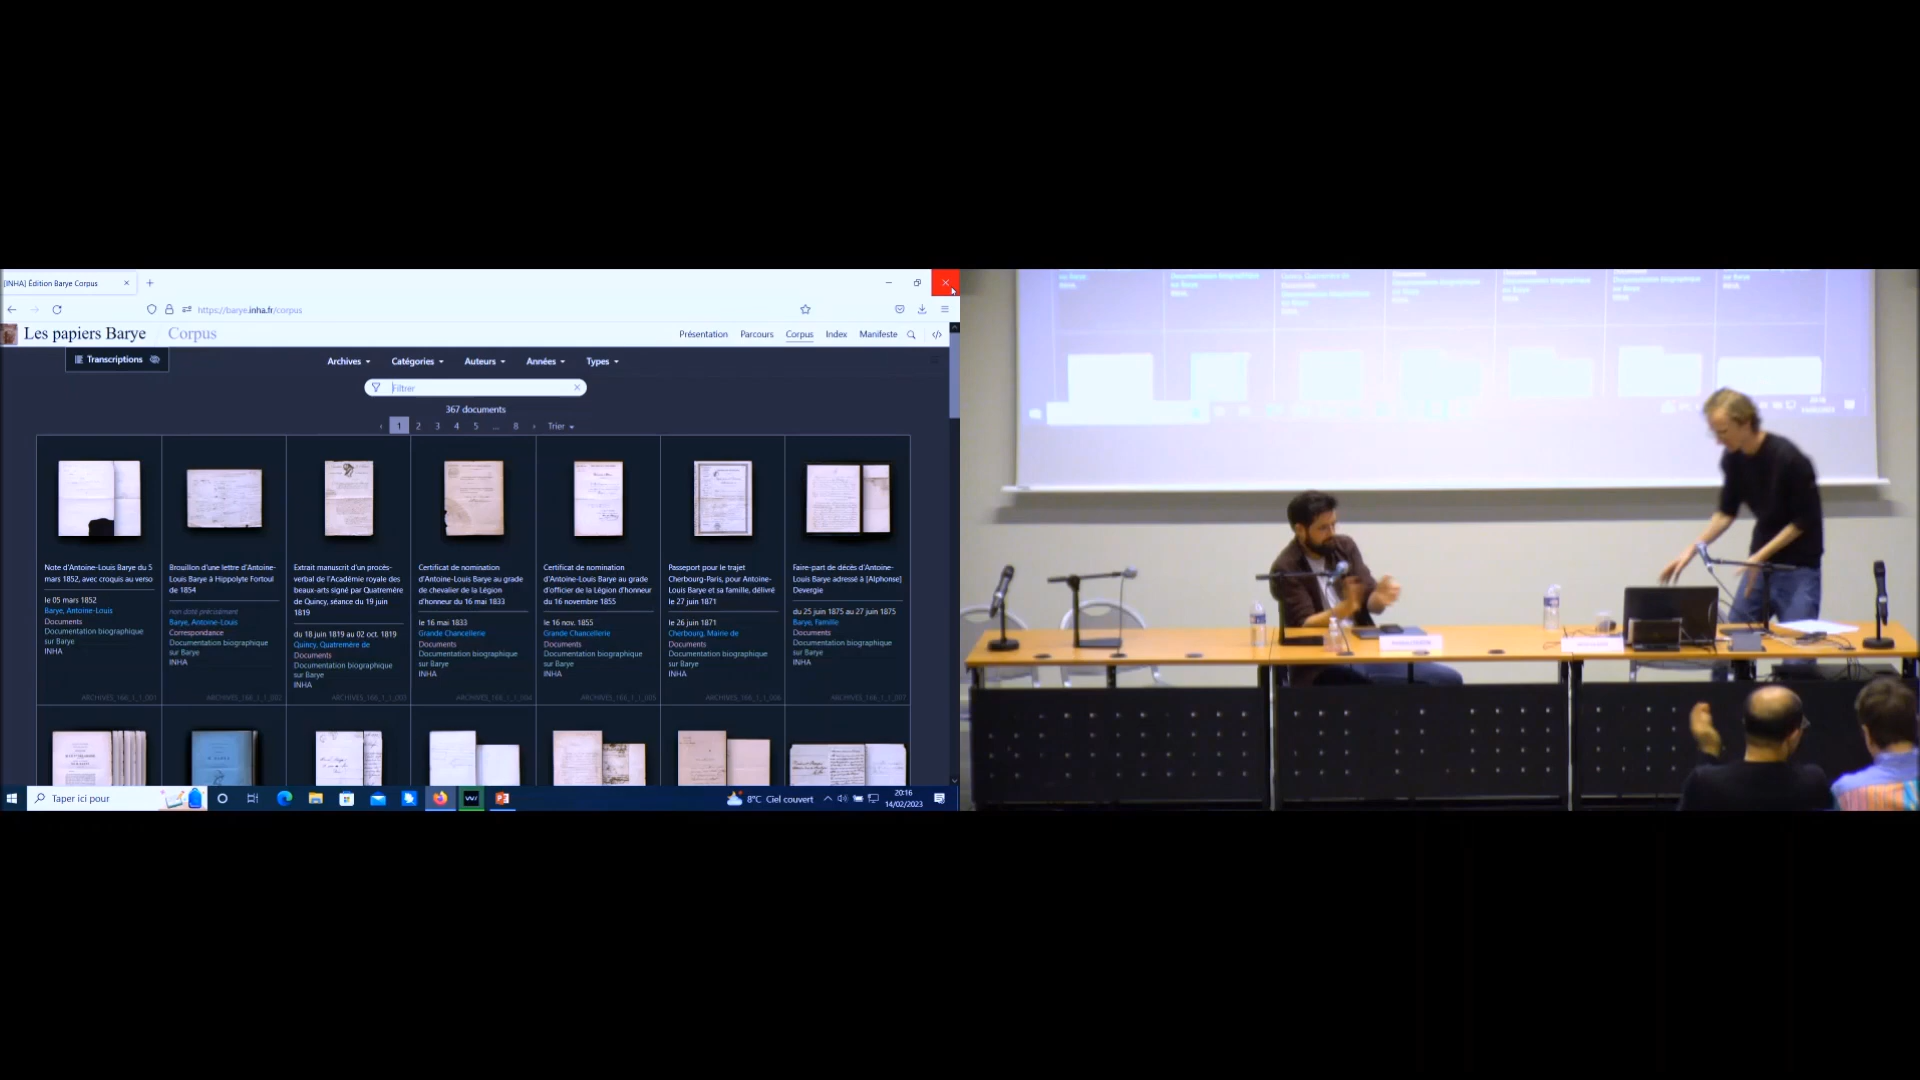 [INHA] Édition Barye Corpus
https://barye.inha.fr/corpus
Les papiers Barye
Corpus
Présentation
Parcours
Corpus
Index
Manifeste
Transcriptions
Archives
Catégories
Auteurs
Années
Types
Filtrer
367 documents
‹ 1 2 3 4 5 ... 8 › Trier
Note d'Antoine-Louis Barye du 5
mars 1852, avec croquis au verso
le 05 mars 1852
Barye, Antoine-Louis
Documents
Documentation biographique
sur Barye
INHA
ARCHIVES_166_1_1_001
Brouillon d'une lettre d'Antoine-
Louis Barye à Hippolyte Fortoul
de 1854
non daté précisément
Barye, Antoine-Louis
Correspondance
Documentation biographique
sur Barye
INHA
ARCHIVES_166_1_1_002
Extrait manuscrit d'un procès-
verbal de l'Académie royale des
beaux-arts signé par Quatremère
de Quincy, séance du 19 juin
1819
du 18 juin 1819 au 02 oct. 1819
Quincy, Quatremère de
Documents
Documentation biographique
sur Barye
INHA
ARCHIVES_166_1_1_003
Certificat de nomination
d'Antoine-Louis Barye au grade
de chevalier de la Légion
d'honneur du 16 mai 1833
le 16 mai 1833
Grande Chancellerie
Documents
Documentation biographique
sur Barye
INHA
ARCHIVES_166_1_1_004
Certificat de nomination
d'Antoine-Louis Barye au grade
d'officier de la Légion d'honneur
du 16 novembre 1855
le 16 nov. 1855
Grande Chancellerie
Documents
Documentation biographique
sur Barye
INHA
ARCHIVES_166_1_1_005
Passeport pour le trajet
Cherbourg-Paris, pour Antoine-
Louis Barye et sa famille, délivré
le 27 juin 1871
le 26 juin 1871
Cherbourg, Mairie de
Documents
Documentation biographique
sur Barye
INHA
ARCHIVES_166_1_1_006
Faire-part de décès d'Antoine-
Louis Barye adressé à [Alphonse]
Devergie
du 25 juin 1875 au 27 juin 1875
Barye, Famille
Documents
Documentation biographique
sur Barye
INHA
ARCHIVES_166_1_1_007
Taper ici pour
8°C Ciel couvert
20:16
14/02/2023